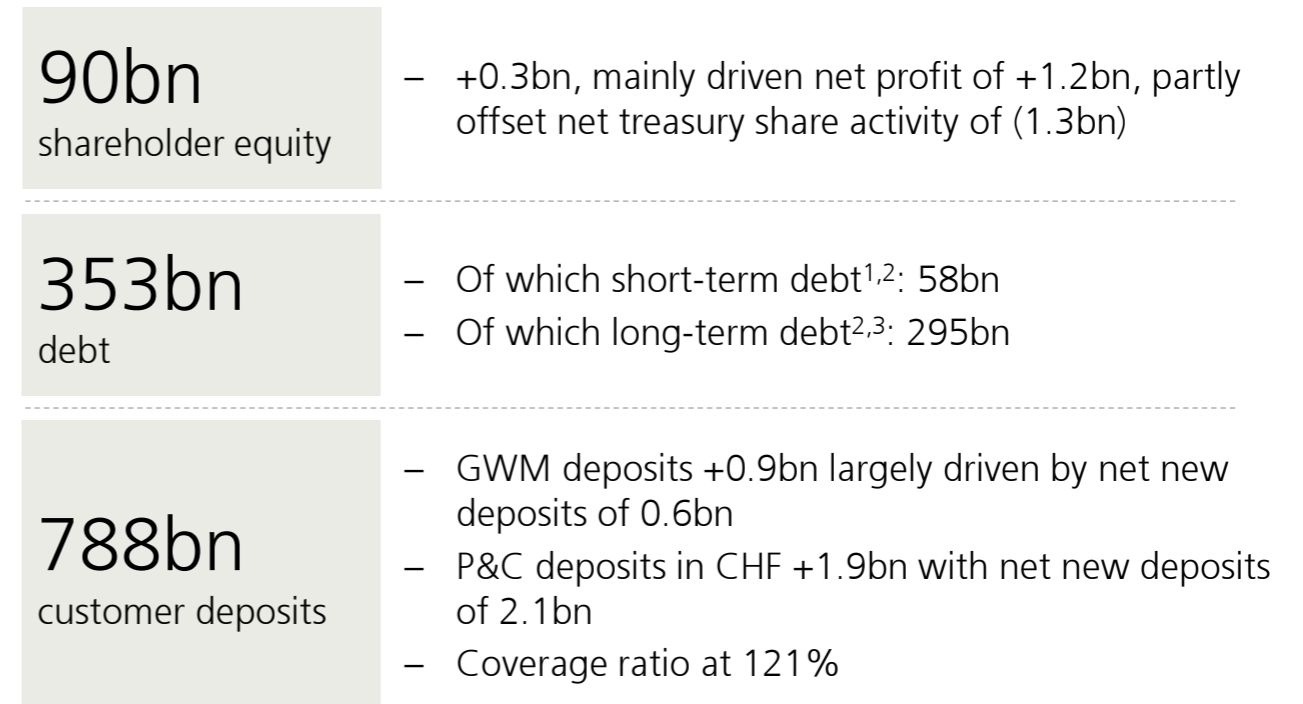 90bn
shareholder equity
– +0.3bn, mainly driven net profit of +1.2bn, partly
offset net treasury share activity of (1.3bn)
353bn
debt
– Of which short-term debt1,2: 58bn
– Of which long-term debt2,3: 295bn
788bn
customer deposits
– GWM deposits +0.9bn largely driven by net new
deposits of 0.6bn
– P&C deposits in CHF +1.9bn with net new deposits
of 2.1bn
– Coverage ratio at 121%